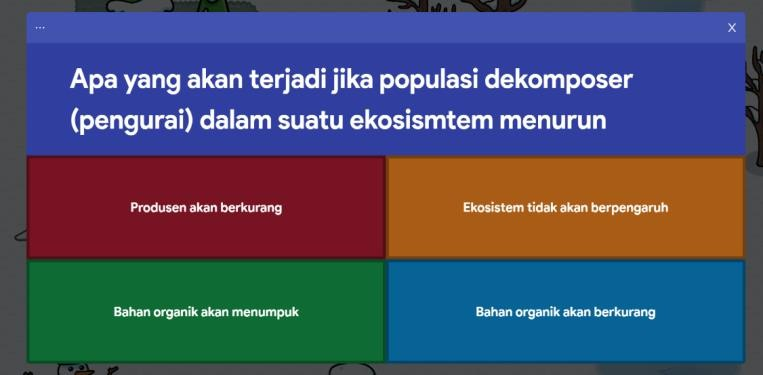 ...
X
Apa yang akan terjadi jika populasi dekomposer
(pengurai) dalam suatu ekosismtem menurun
Produsen akan berkurang
Ekosistem tidak akan berpengaruh
Bahan organik akan menumpuk
Bahan organik akan berkurang